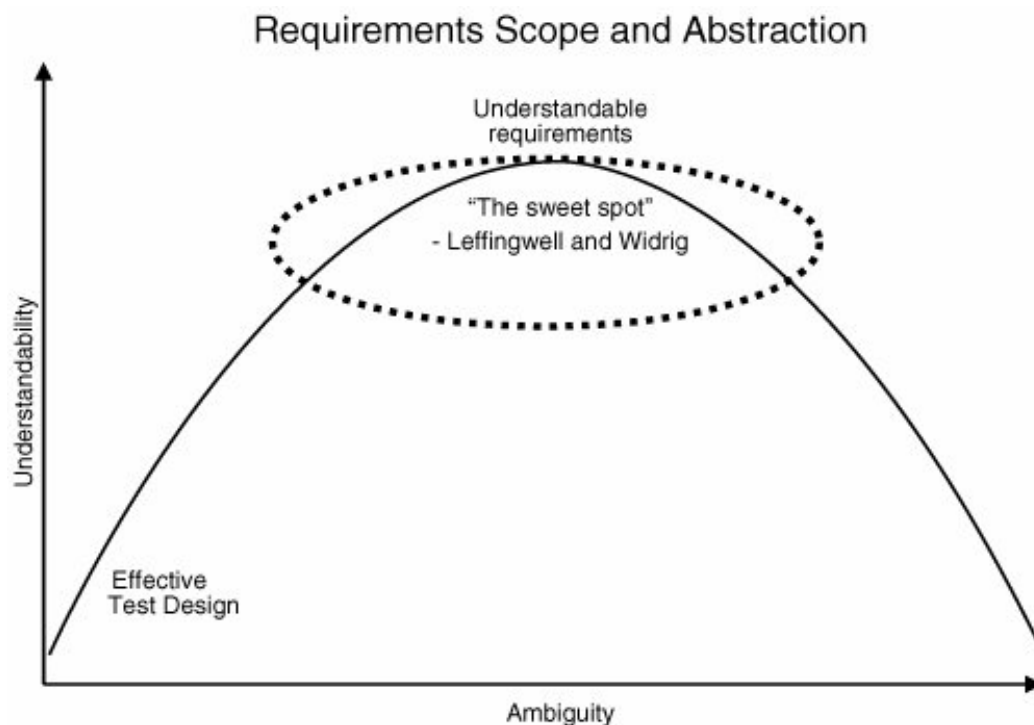 Requirements Scope and Abstraction
Understandable
requirements
“The sweet spot”
- Leffingwell and Widrig
Understandability
Effective
Test Design
Ambiguity